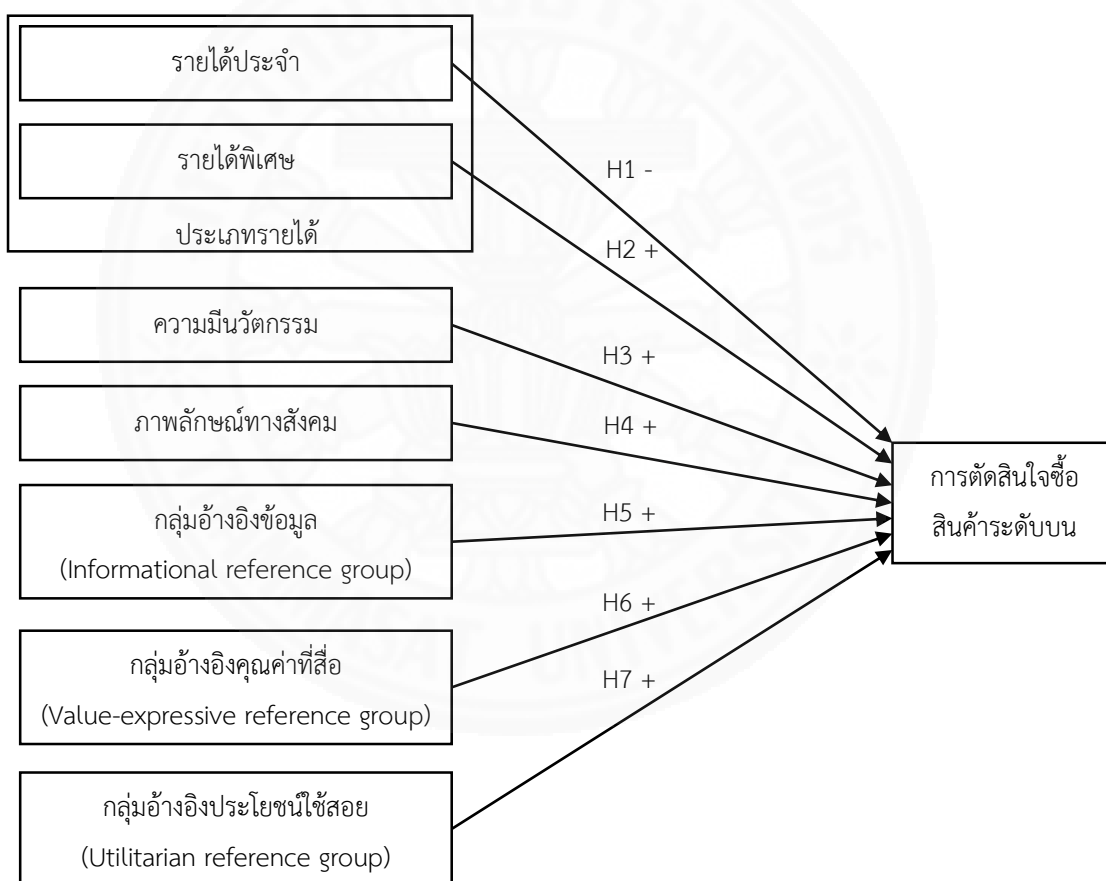 รายได้ประจำ
รายได้พิเศษ
ประเภทรายได้
ความมีนวัตกรรม
ภาพลักษณ์ทางสังคม
กลุ่มอ้างอิงข้อมูล
(Informational reference group)
กลุ่มอ้างอิงคุณค่าที่สื่อ
(Value-expressive reference group)
กลุ่มอ้างอิงประโยชน์ใช้สอย
(Utilitarian reference group)
H1 -
H2 +
H3 +
H4 +
H5 +
H6 +
H7 +
การตัดสินใจซื้อ
สินค้าระดับบน